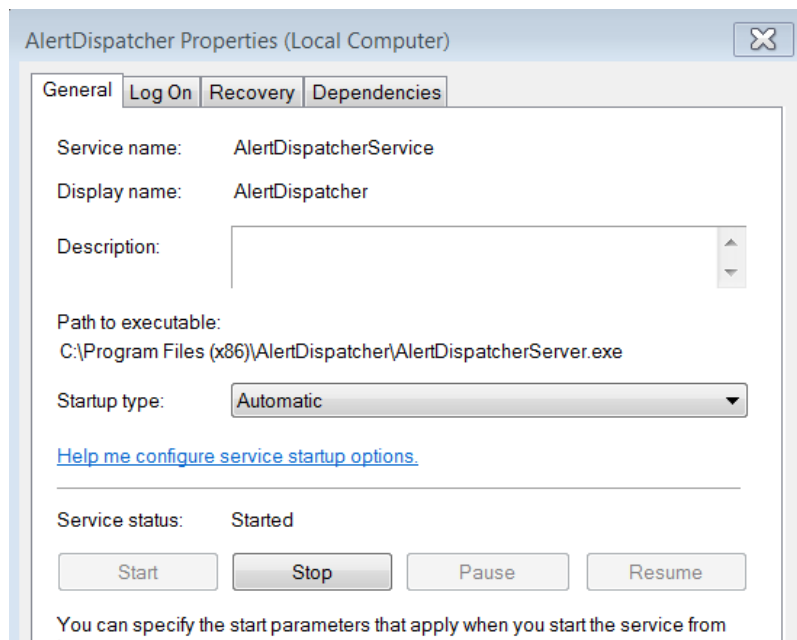 AlertDispatcher Properties (Local Computer)
General Log On Recovery Dependencies
Service name: AlertDispatcherService
Display name: AlertDispatcher
Description:
Path to executable:
C:\Program Files (x86)\AlertDispatcher\AlertDispatcherServer.exe
Startup type: Automatic
Help me configure service startup options.
Service status: Started
Start Stop Pause Resume
You can specify the start parameters that apply when you start the service from